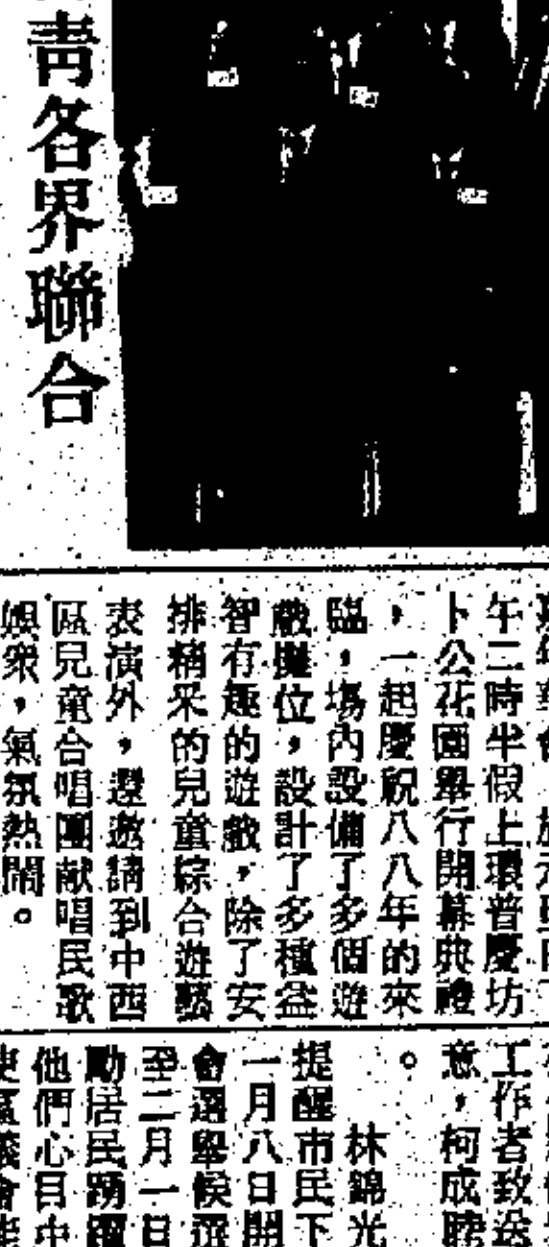 青各界聯合
午二時半假上環普慶坊
卜公花園舉行開幕典禮
，一起慶祝八八年的來
臨，場內設備了多個遊
戲攤位，設計了多種益
智有趣的遊戲，除了安
排精采的兒童綜合遊藝
表演外，還邀請到中西
區兒童合唱團献唱民歌
娛衆，氣氛熱鬧。
工作者致送
意，柯成聘
。
林錦光
提醒市民下
一月八日開
會選舉候選
至二月一日
勵居民踴躍
他們心目中